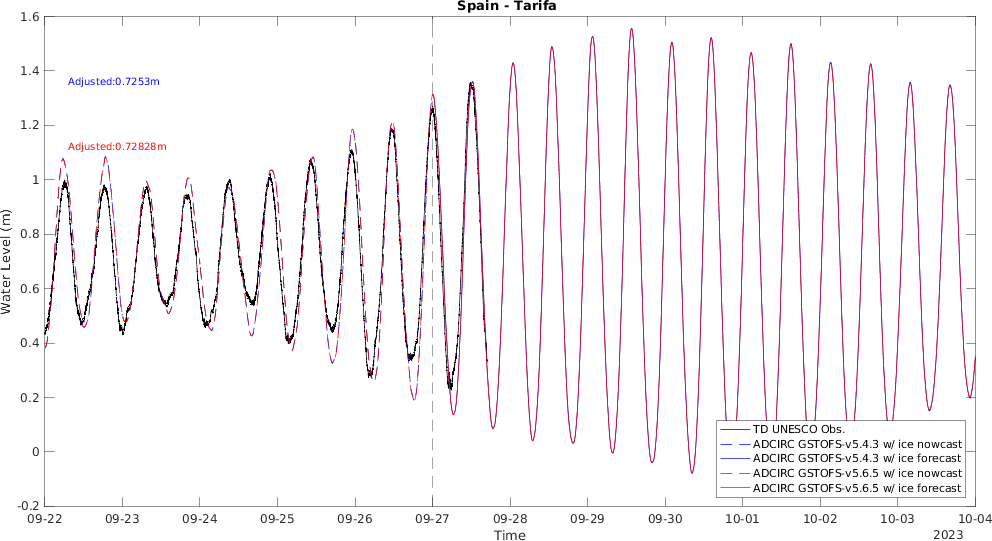 Spain - Tarifa
Water Level (m)
1.6
1.4
1.2
1
0.8
0.6
0.4
0.2
0
-0.2
Adjusted:0.7253m
Adjusted:0.72828m
TD UNESCO Obs.
ADCIRC GSTOFS-v5.4.3 w/ ice nowcast
ADCIRC GSTOFS-v5.4.3 w/ ice forecast
ADCIRC GSTOFS-v5.6.5 w/ ice nowcast
ADCIRC GSTOFS-v5.6.5 w/ ice forecast
09-22 09-23 09-24 09-25 09-26 09-27 09-28 09-29 09-30 10-01 10-02 10-03 10-04
Time
2023